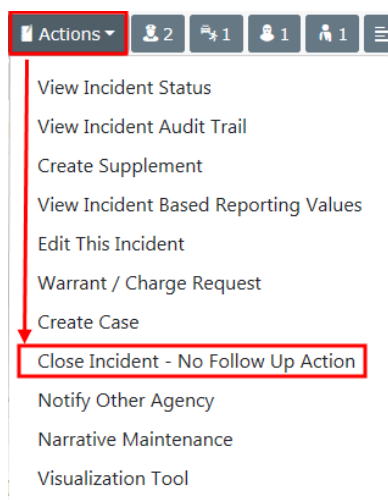 Actions 2 1 1 1
View Incident Status
View Incident Audit Trail
Create Supplement
View Incident Based Reporting Values
Edit This Incident
Warrant / Charge Request
Create Case
Close Incident - No Follow Up Action
Notify Other Agency
Narrative Maintenance
Visualization Tool